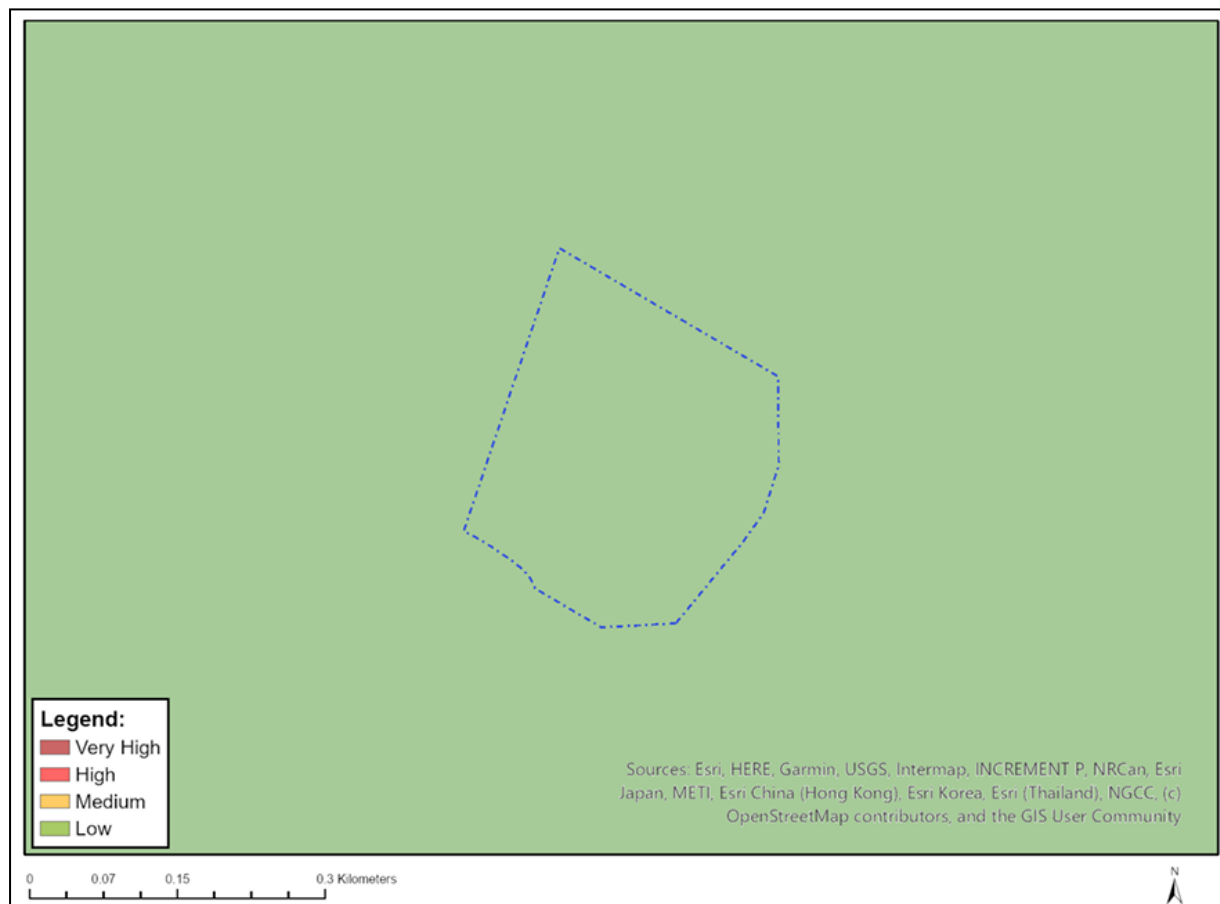 Legend:
Very High
High
Medium
Low
Sources: Esri, HERE, Garmin, USGS, Intermap, INCREMENT P, NRCan, Esri
Japan, METI, Esri China (Hong Kong), Esri Korea, Esri (Thailand), NGCC, (c)
OpenStreetMap contributors, and the GIS User Community
0 0.07 0.15 0.3 Kilometers
N